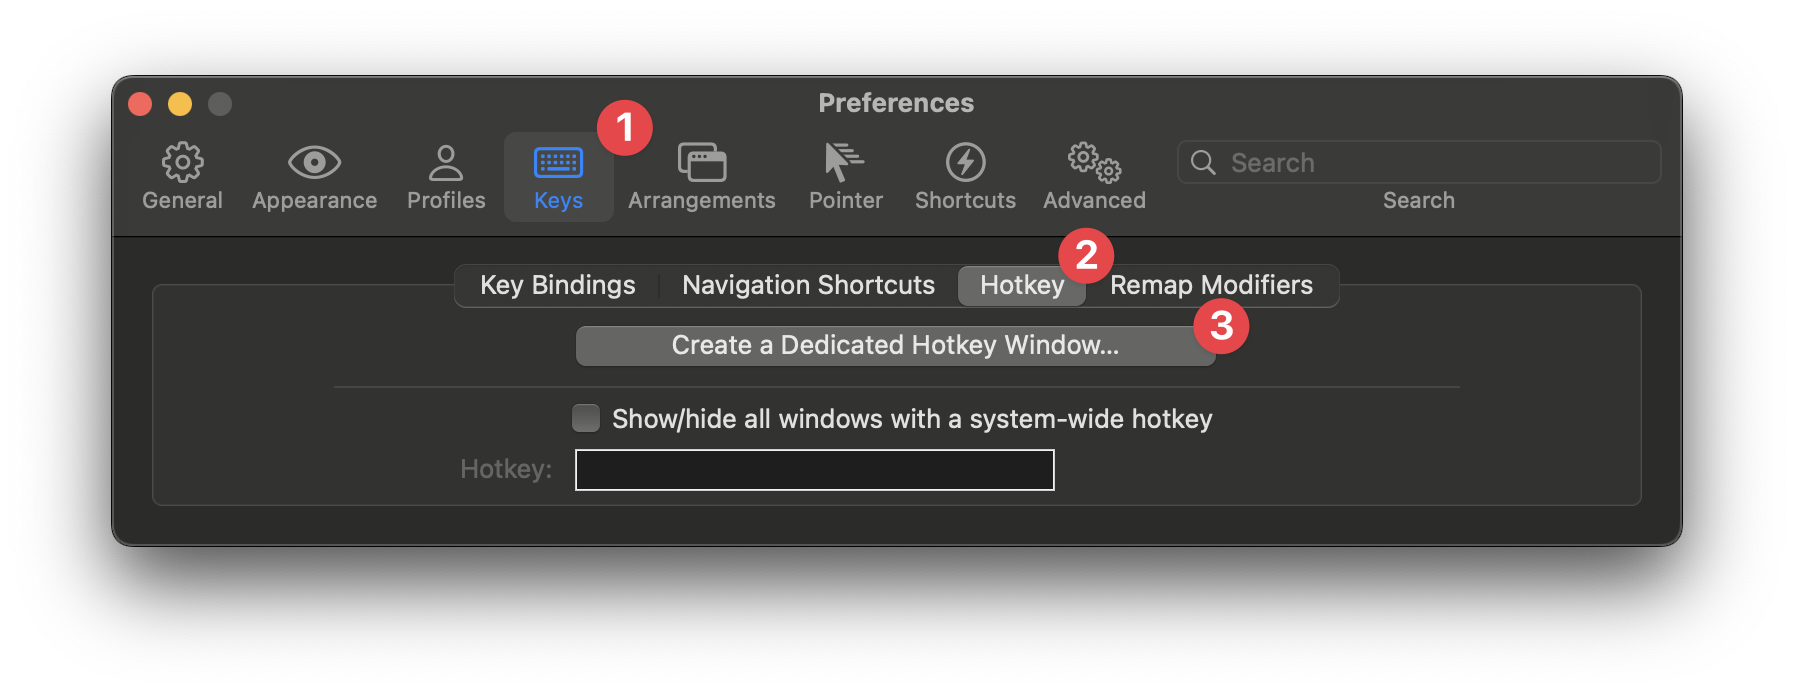 Preferences
1
General Appearance Profiles Keys Arrangements Pointer Shortcuts Advanced Search
Search
2
Key Bindings Navigation Shortcuts Hotkey Remap Modifiers
3
Create a Dedicated Hotkey Window...
Show/hide all windows with a system-wide hotkey
Hotkey: